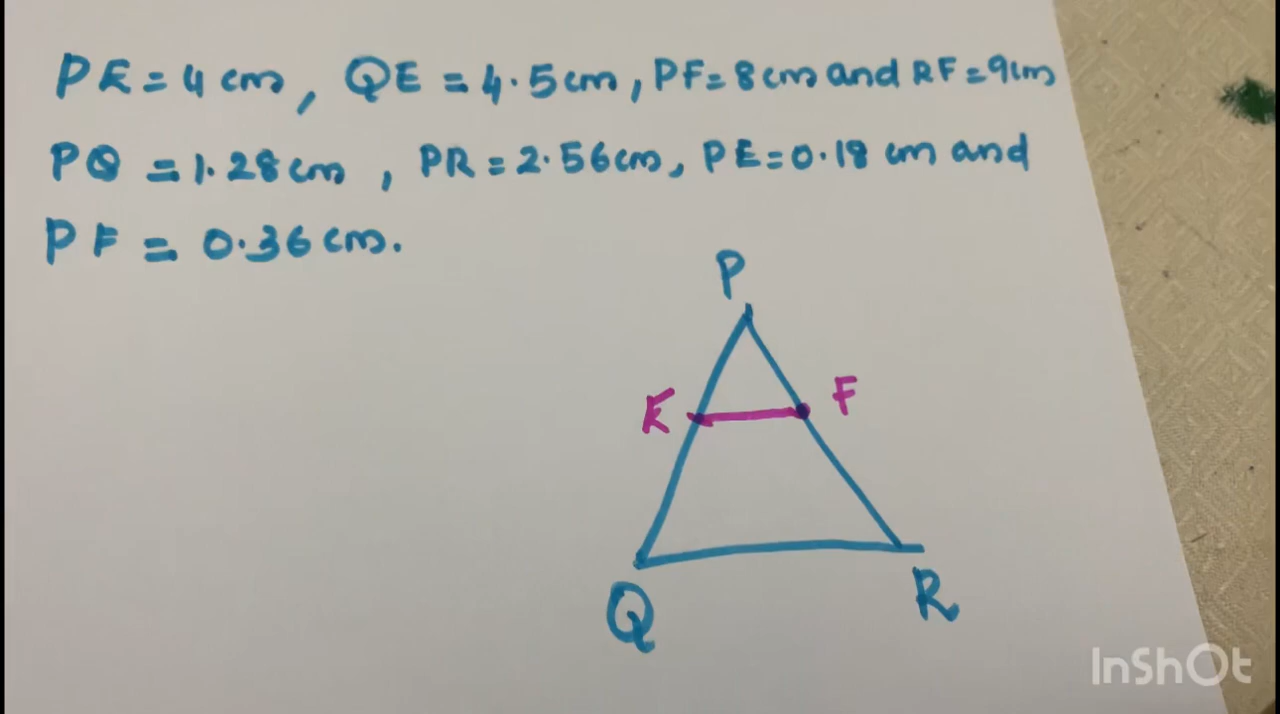 PE = 4 cm, QE = 4.5 cm, PF = 8 cm and RF = 9 cm
PQ = 1.28 cm, PR = 2.56 cm, PE = 0.18 cm and
PF = 0.36 cm.
P
E
F
Q
R
InShOt